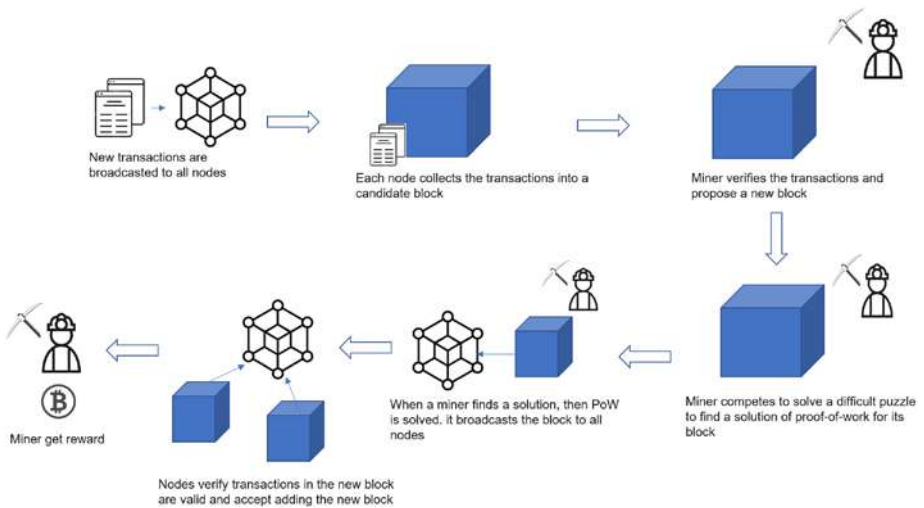 New transactions are
broadcasted to all nodes
Each node collects the transactions into a
candidate block
Miner verifies the transactions and
propose a new block
Miner competes to solve a difficult puzzle
to find a solution of proof-of-work for its
block
When a miner finds a solution, then PoW
is solved. it broadcasts the block to all
nodes
Nodes verify transactions in the new block
are valid and accept adding the new block
Miner get reward